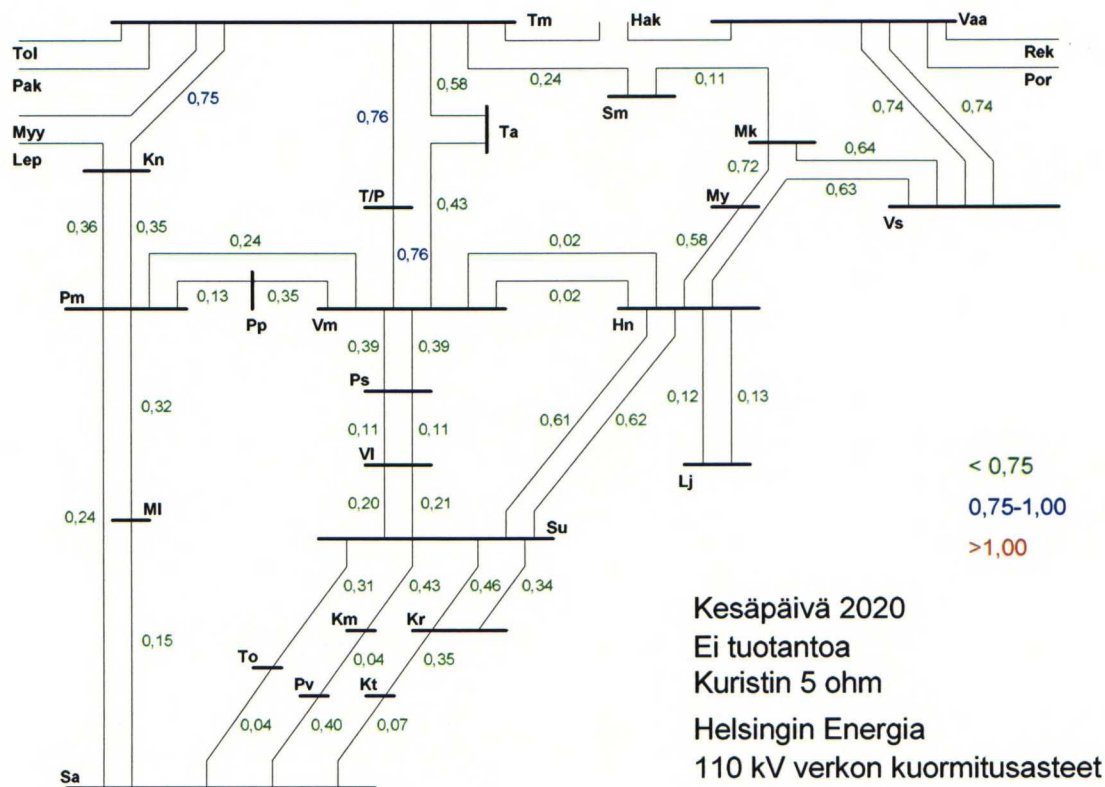 Tm
Hak
Vaa
Tol
Rek
Pak
0,75
0,76
0,58
0,24
0,11
Por
Sm
0,74
0,74
Myy
Ta
Mk
Lep
Kn
0,72
0,64
T/P
My
0,63
0,36
0,35
0,43
Vs
0,24
0,76
0,02
0,58
Pm
0,13
0,35
0,02
Pp
Vm
Hn
0,39
0,39
Ps
0,32
0,61
0,62
0,12
0,13
0,11
0,11
Vl
Lj
< 0,75
0,24
Ml
0,20
0,21
0,75-1,00
Su
>1,00
0,31
0,43
0,46
0,34
Kesäpäivä 2020
Km
Kr
0,15
To
0,04
0,35
Ei tuotantoa
Pv
Kt
Kuristin 5 ohm
0,04
0,40
0,07
Helsingin Energia
Sa
110 kV verkon kuormitusasteet